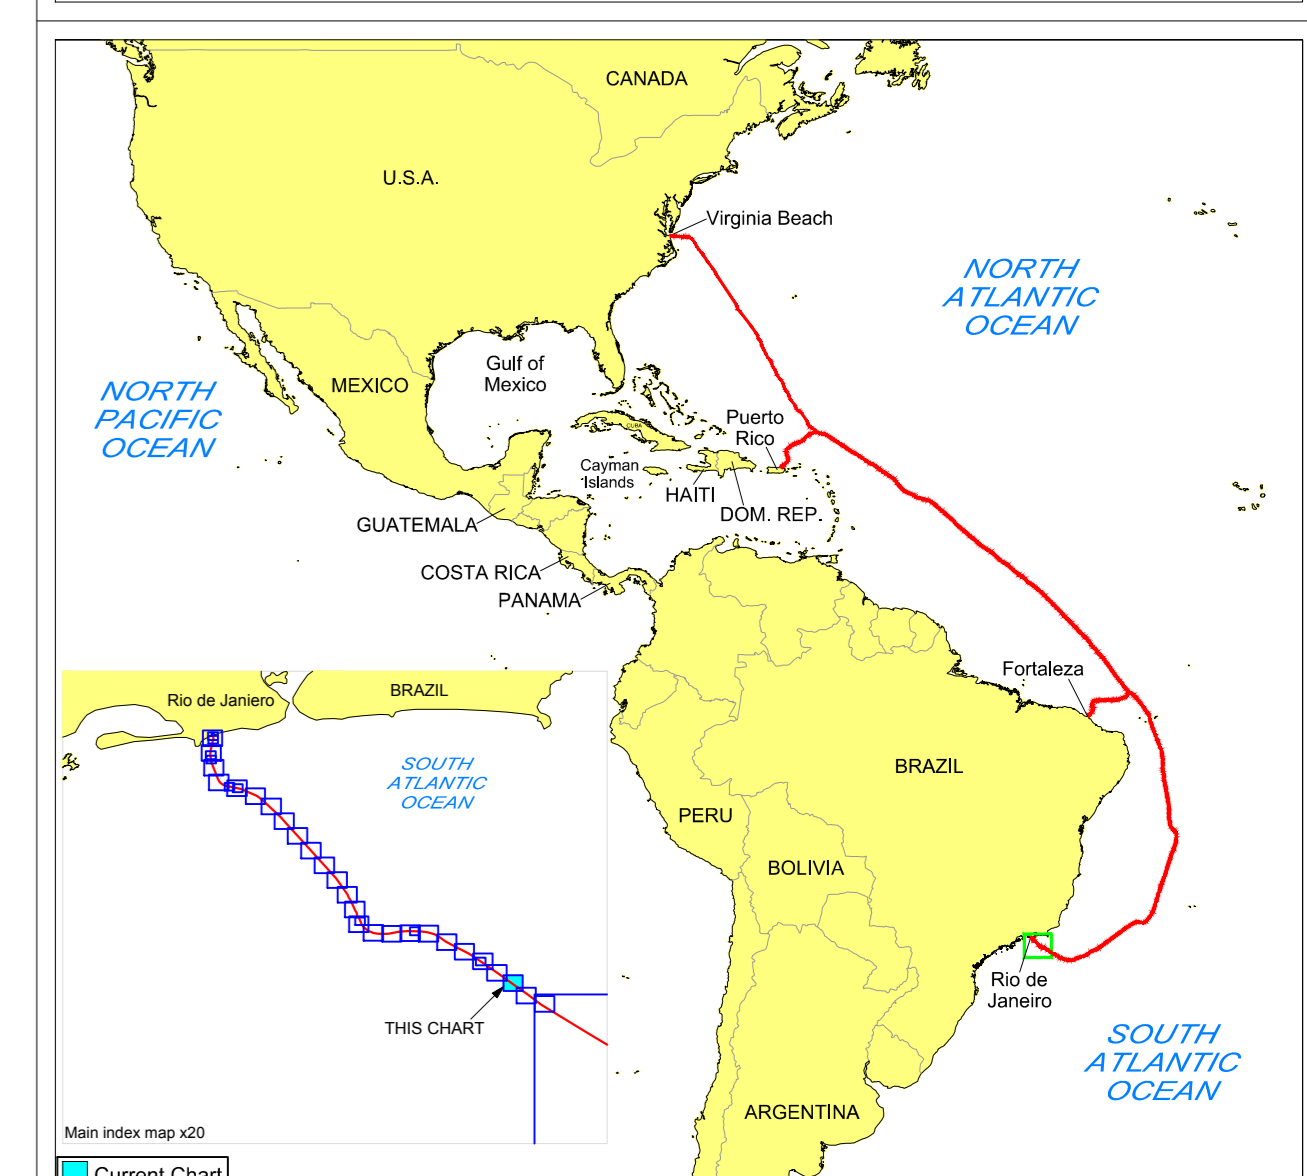 CANADA
U.S.A.
Virginia Beach
NORTH
ATLANTIC
OCEAN
Gulf of
Mexico
MEXICO
NORTH
PACIFIC
OCEAN
Puerto
Rico
CUBA
Cayman
Islands
HAITI
DOM. REP.
GUATEMALA
COSTA RICA
PANAMA
Fortaleza
Rio de Janiero
BRAZIL
SOUTH
ATLANTIC
OCEAN
BRAZIL
PERU
BOLIVIA
Rio de
Janeiro
THIS CHART
SOUTH
ATLANTIC
OCEAN
ARGENTINA
Main index map x20
Current Chart